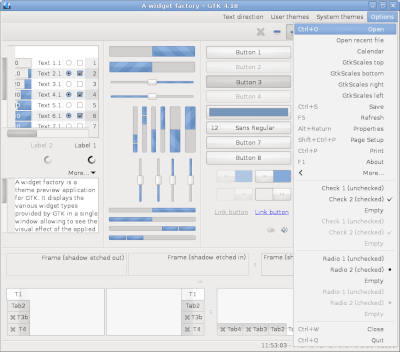 A widget factory - GTK 4.18
Text direction User themes System themes Options
Ctrl+O Open
Open recent file
Calendar
GtkScales top
GtkScales bottom
GtkScales right
GtkScales left
Ctrl+S Save
F5 Refresh
Alt+Return Properties
Shift+Ctrl+P Page Setup
Ctrl+P Print
F1 About
More...
Check 1 (unchecked)
Check 2 (checked)
Empty
Check 1 (unchecked)
Check 2 (checked)
Empty
Radio 1 (unchecked)
Radio 2 (checked)
Empty
Radio 1 (unchecked)
Radio 2 (checked)
Empty
Ctrl+W Close
Ctrl+Q Quit
Text 1.1 1
Text 2.1 2
Text 3.1 3
Text 4.1 4
Text 5.1 5
Text 6.1 6
Text 7.1 7
Label 2 Label 1
More...
A widget factory is a
theme preview application
for GTK. It displays the
various widget types
provided by GTK in a single
window allowing to see the
visual effect of the applied
Button 1
Button 2
Button 3
Button 4
12 Sans Regular
Button 7
Button 8
Link button Link button
Frame (shadow etched out) Frame (shadow etched in)
T1
Tab2
T3b
T4
T1
Tab2
T3b
T4
Tab4 Tab3 Tab2
11:53:03